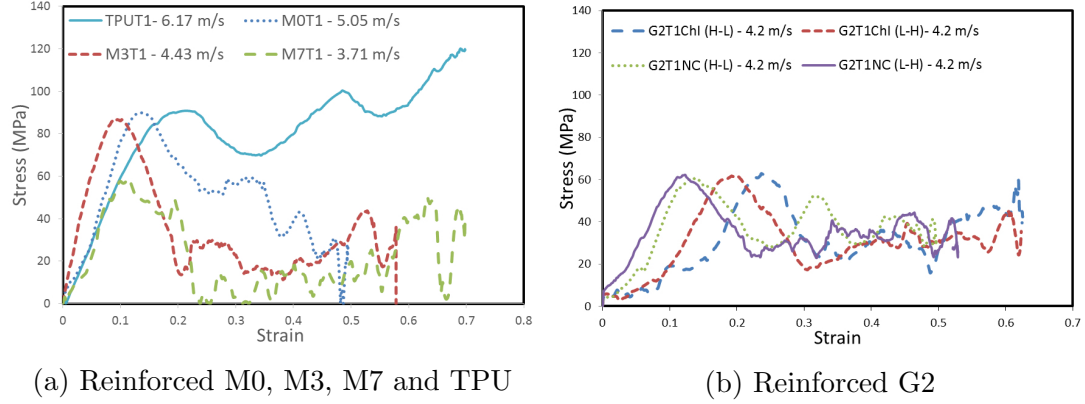 TPUT1- 6.17 m/s M0T1 - 5.05 m/s
M3T1 - 4.43 m/s M7T1 - 3.71 m/s
Stress (MPa)
140
120
100
80
60
40
20
0
0 0.1 0.2 0.3 0.4 0.5 0.6 0.7 0.8
Strain
(a) Reinforced M0, M3, M7 and TPU
G2T1Chl (H-L) - 4.2 m/s G2T1Chl (L-H) - 4.2 m/s
G2T1NC (H-L) - 4.2 m/s G2T1NC (L-H) - 4.2 m/s
Stress (MPa)
140
120
100
80
60
40
20
0
0 0.1 0.2 0.3 0.4 0.5 0.6 0.7
Strain
(b) Reinforced G2